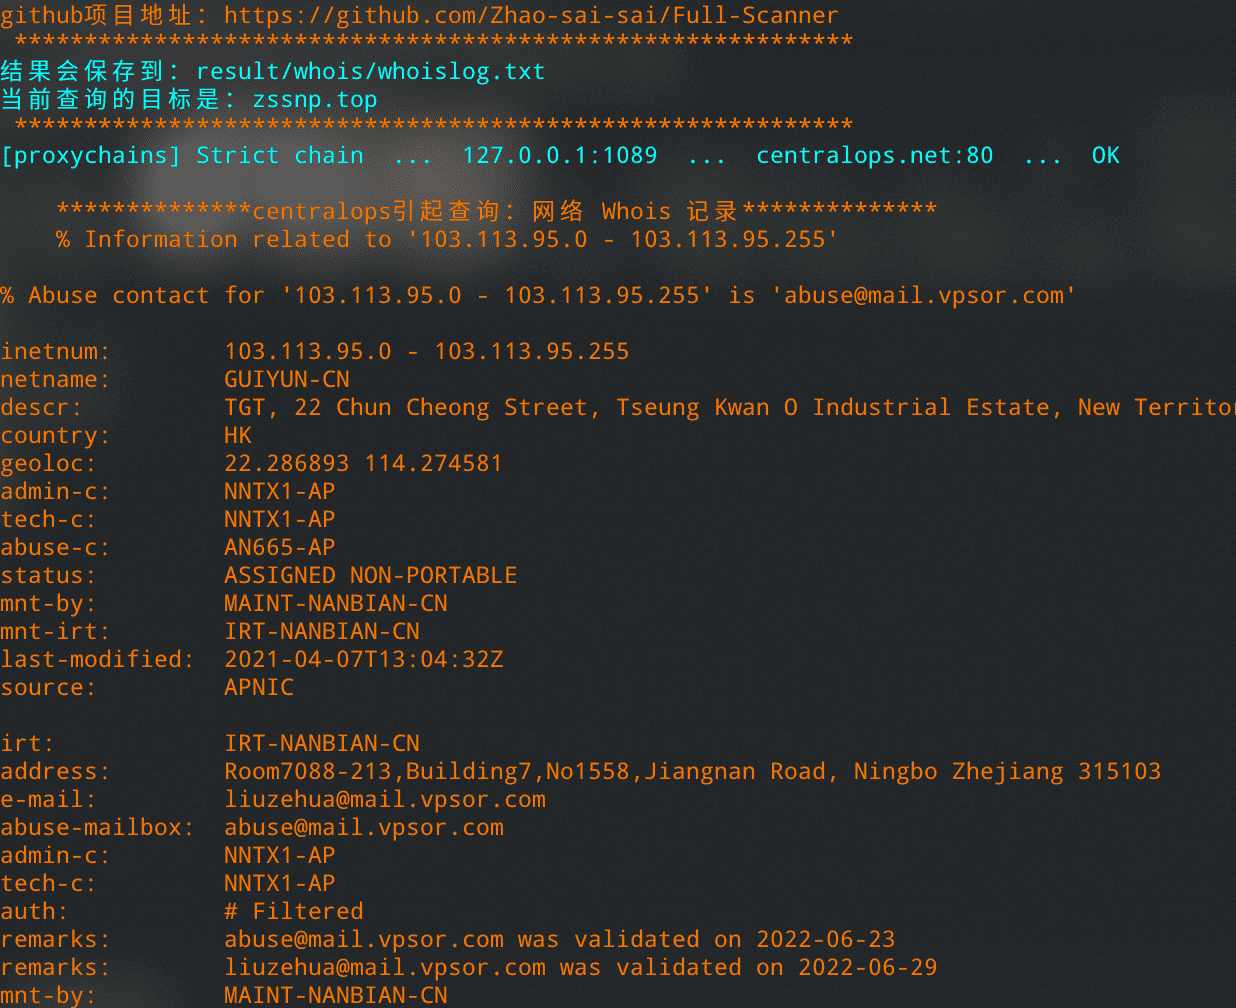 github项目地址：https://github.com/Zhao-sai-sai/Full-Scanner
************************************************************
结果会保存到：result/whois/whoislog.txt
当前查询的目标是：zssnp.top
************************************************************
[proxychains] Strict chain  ...  127.0.0.1:1089  ...  centralops.net:80  ...  OK
**************centralops引起查询：网络 Whois 记录**************
% Information related to '103.113.95.0 - 103.113.95.255'
% Abuse contact for '103.113.95.0 - 103.113.95.255' is 'abuse@mail.vpsor.com'
inetnum:        103.113.95.0 - 103.113.95.255
netname:        GUIYUN-CN
descr:          TGT, 22 Chun Cheong Street, Tseung Kwan O Industrial Estate, New Territo
country:        HK
geoloc:         22.286893 114.274581
admin-c:        NNTX1-AP
tech-c:         NNTX1-AP
abuse-c:        AN665-AP
status:         ASSIGNED NON-PORTABLE
mnt-by:         MAINT-NANBIAN-CN
mnt-irt:        IRT-NANBIAN-CN
last-modified:  2021-04-07T13:04:32Z
source:         APNIC
irt:            IRT-NANBIAN-CN
address:        Room7088-213,Building7,No1558,Jiangnan Road, Ningbo Zhejiang 315103
e-mail:         liuzehua@mail.vpsor.com
abuse-mailbox:  abuse@mail.vpsor.com
admin-c:        NNTX1-AP
tech-c:         NNTX1-AP
auth:           # Filtered
remarks:        abuse@mail.vpsor.com was validated on 2022-06-23
remarks:        liuzehua@mail.vpsor.com was validated on 2022-06-29
mnt-by:         MAINT-NANBIAN-CN